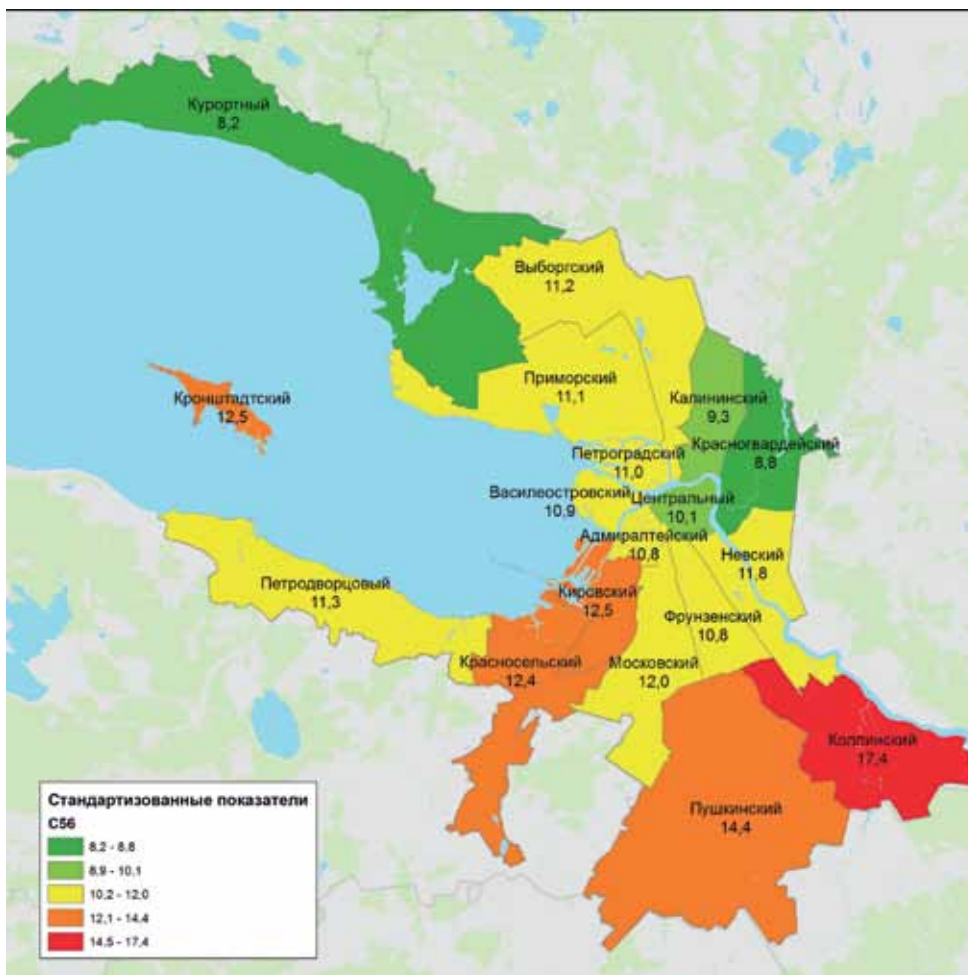 Курортный
8,2
Выборгский
11,2
Приморский
11,1
Калининский
9,3
Кронштадтский
12,5
Красногвардейский
8,8
Петроградский
11,0
Василеостровский
10,9
Центральный
10,1
Адмиралтейский
10,8
Невский
11,8
Петродворцовый
11,3
Кировский
12,5
Фрунзенский
10,8
Красносельский
12,4
Московский
12,0
Колпинский
17,4
Пушкинский
14,4
Стандартизованные показатели
C56
8,2 - 8,8
8,9 - 10,1
10,2 - 12,0
12,1 - 14,4
14,5 - 17,4